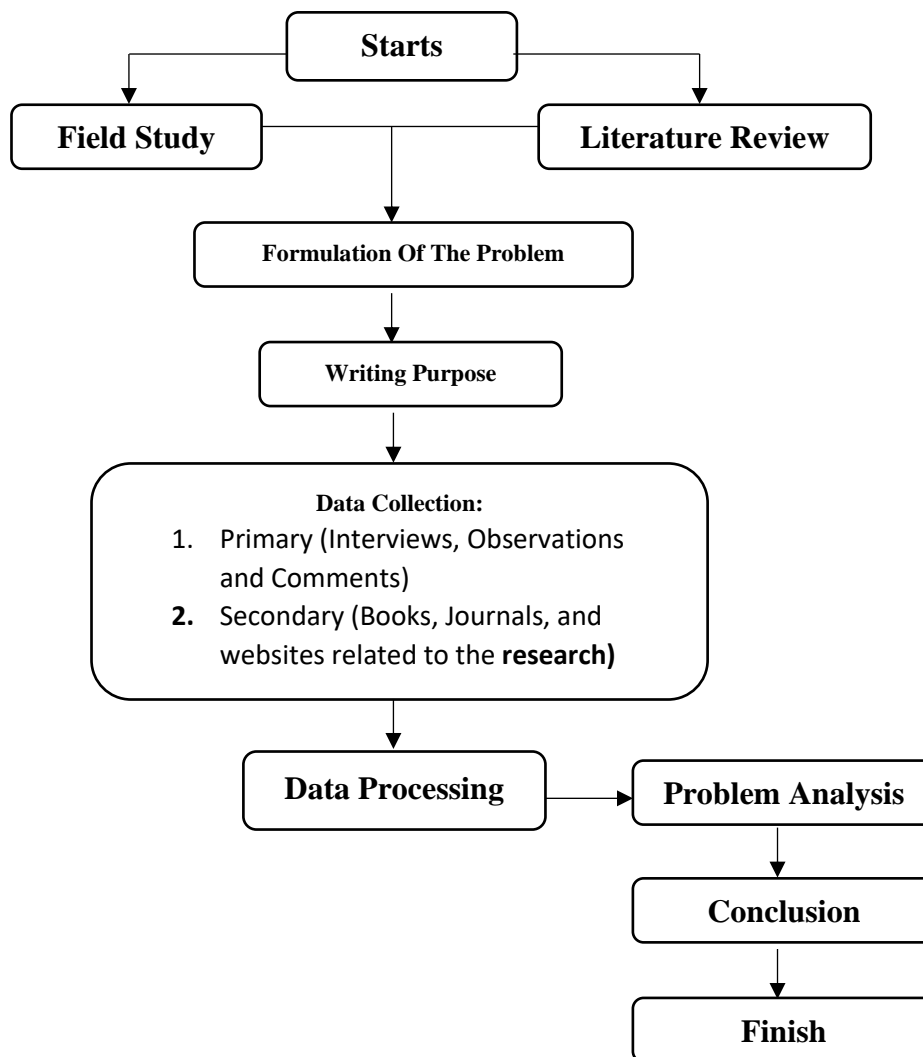 Starts
Field Study
Literature Review
Formulation Of The Problem
Writing Purpose
Data Collection:
1. Primary (Interviews, Observations
and Comments)
2. Secondary (Books, Journals, and
websites related to the research)
Data Processing
Problem Analysis
Conclusion
Finish